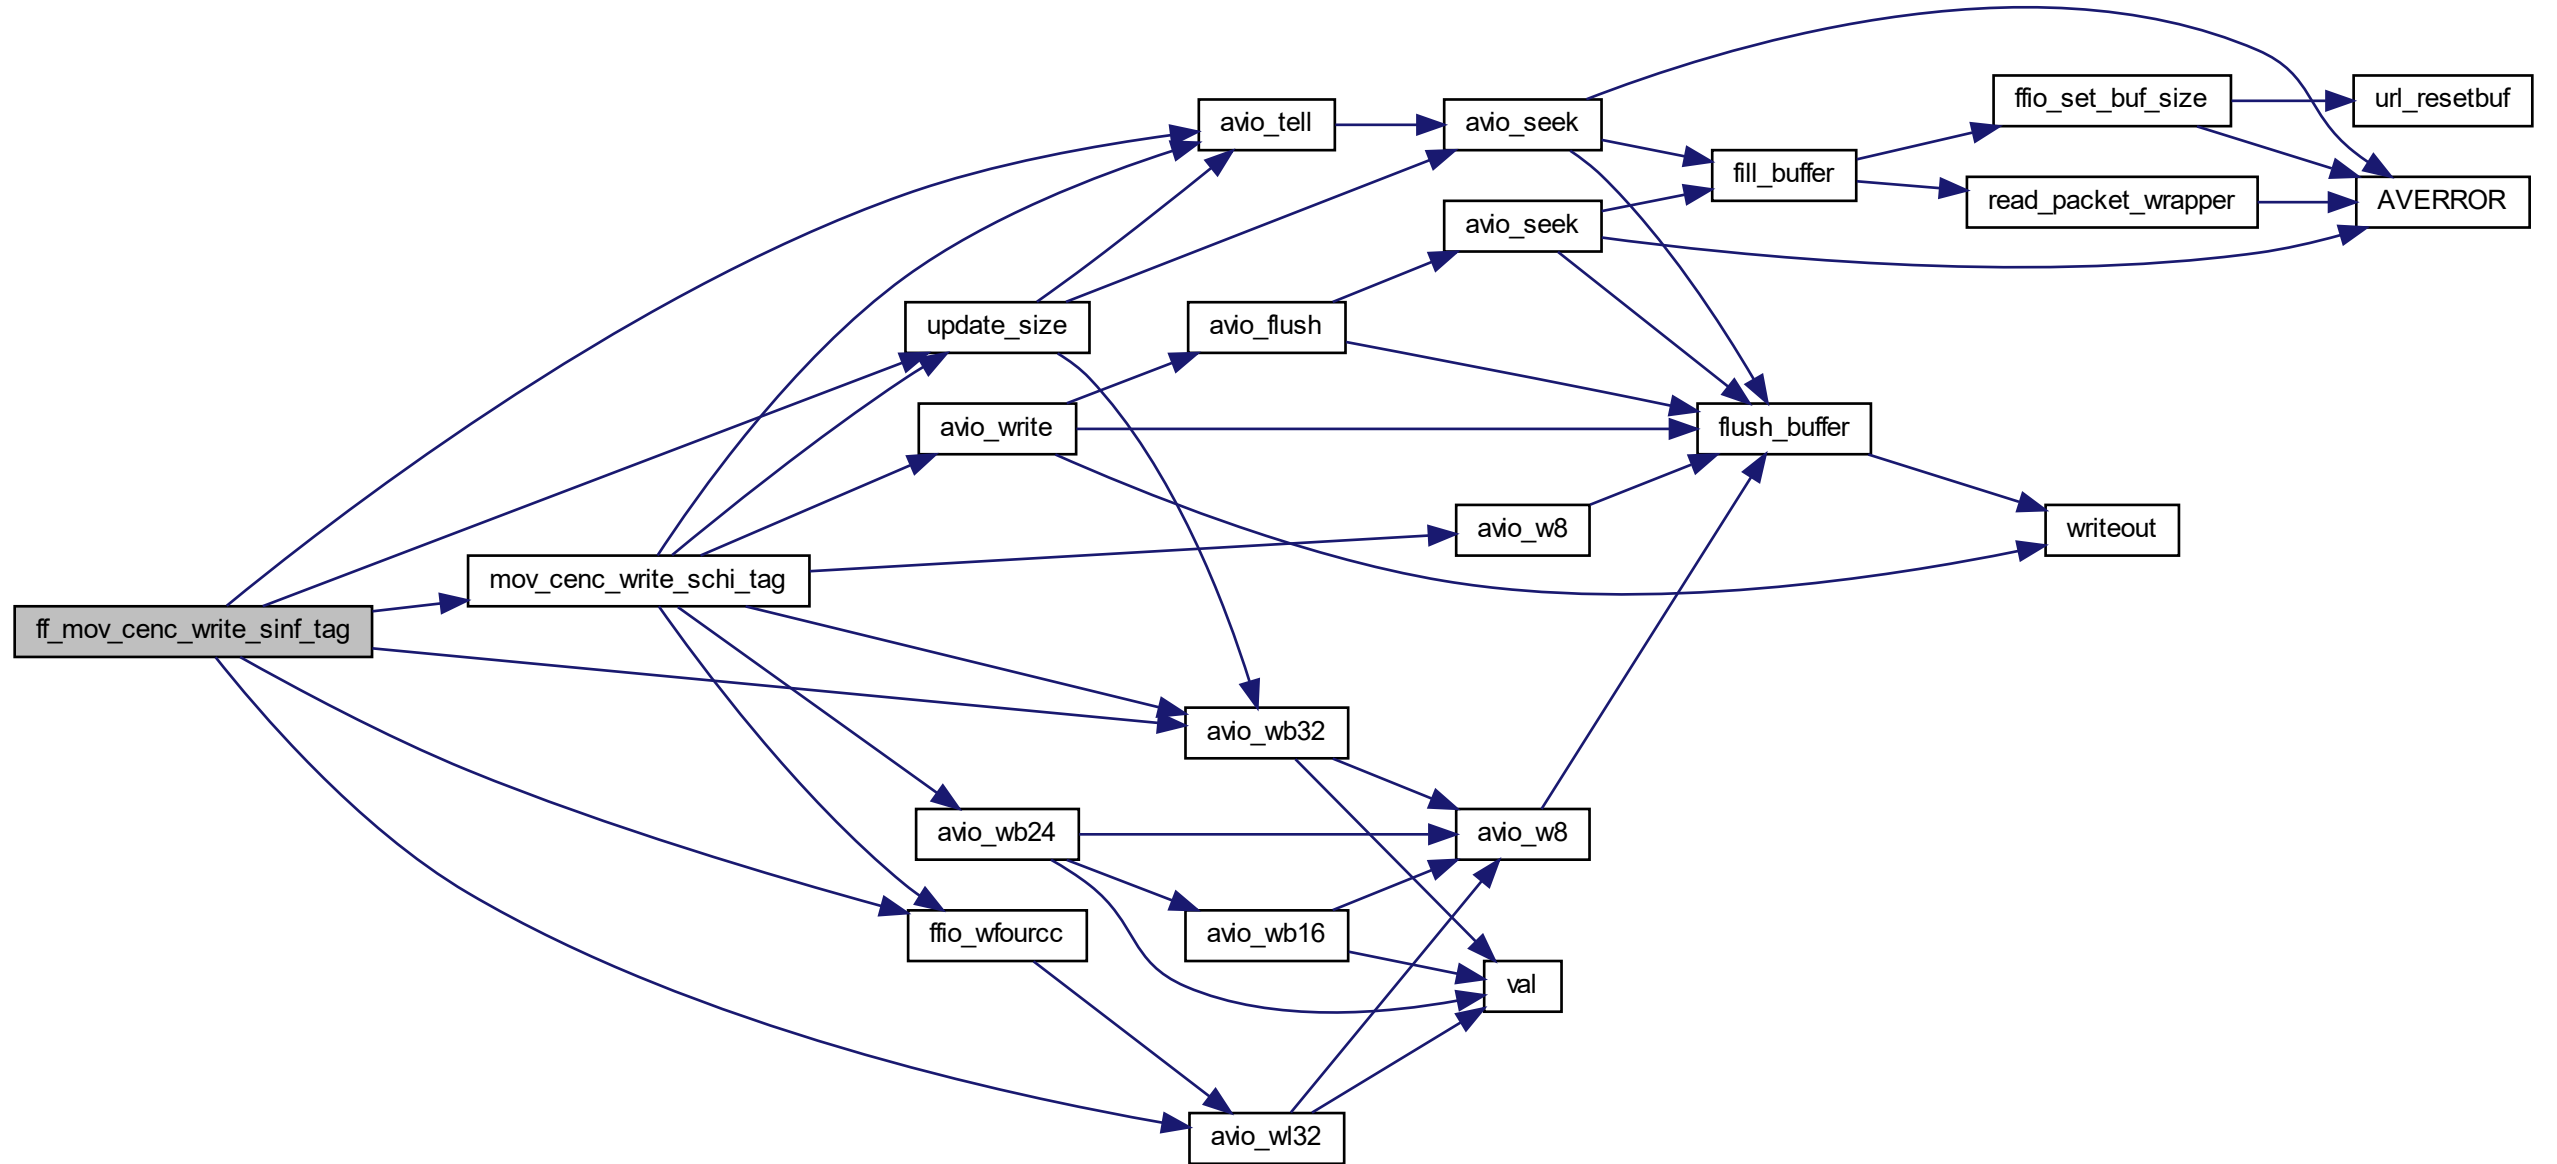 ff_mov_cenc_write_sinf_tag
mov_cenc_write_schi_tag
update_size
avio_write
avio_wb24
ffio_wfourcc
avio_tell
avio_flush
avio_wb32
avio_wb16
avio_wl32
avio_seek
avio_seek
avio_w8
avio_w8
val
fill_buffer
flush_buffer
ffio_set_buf_size
read_packet_wrapper
writeout
url_resetbuf
AVERROR